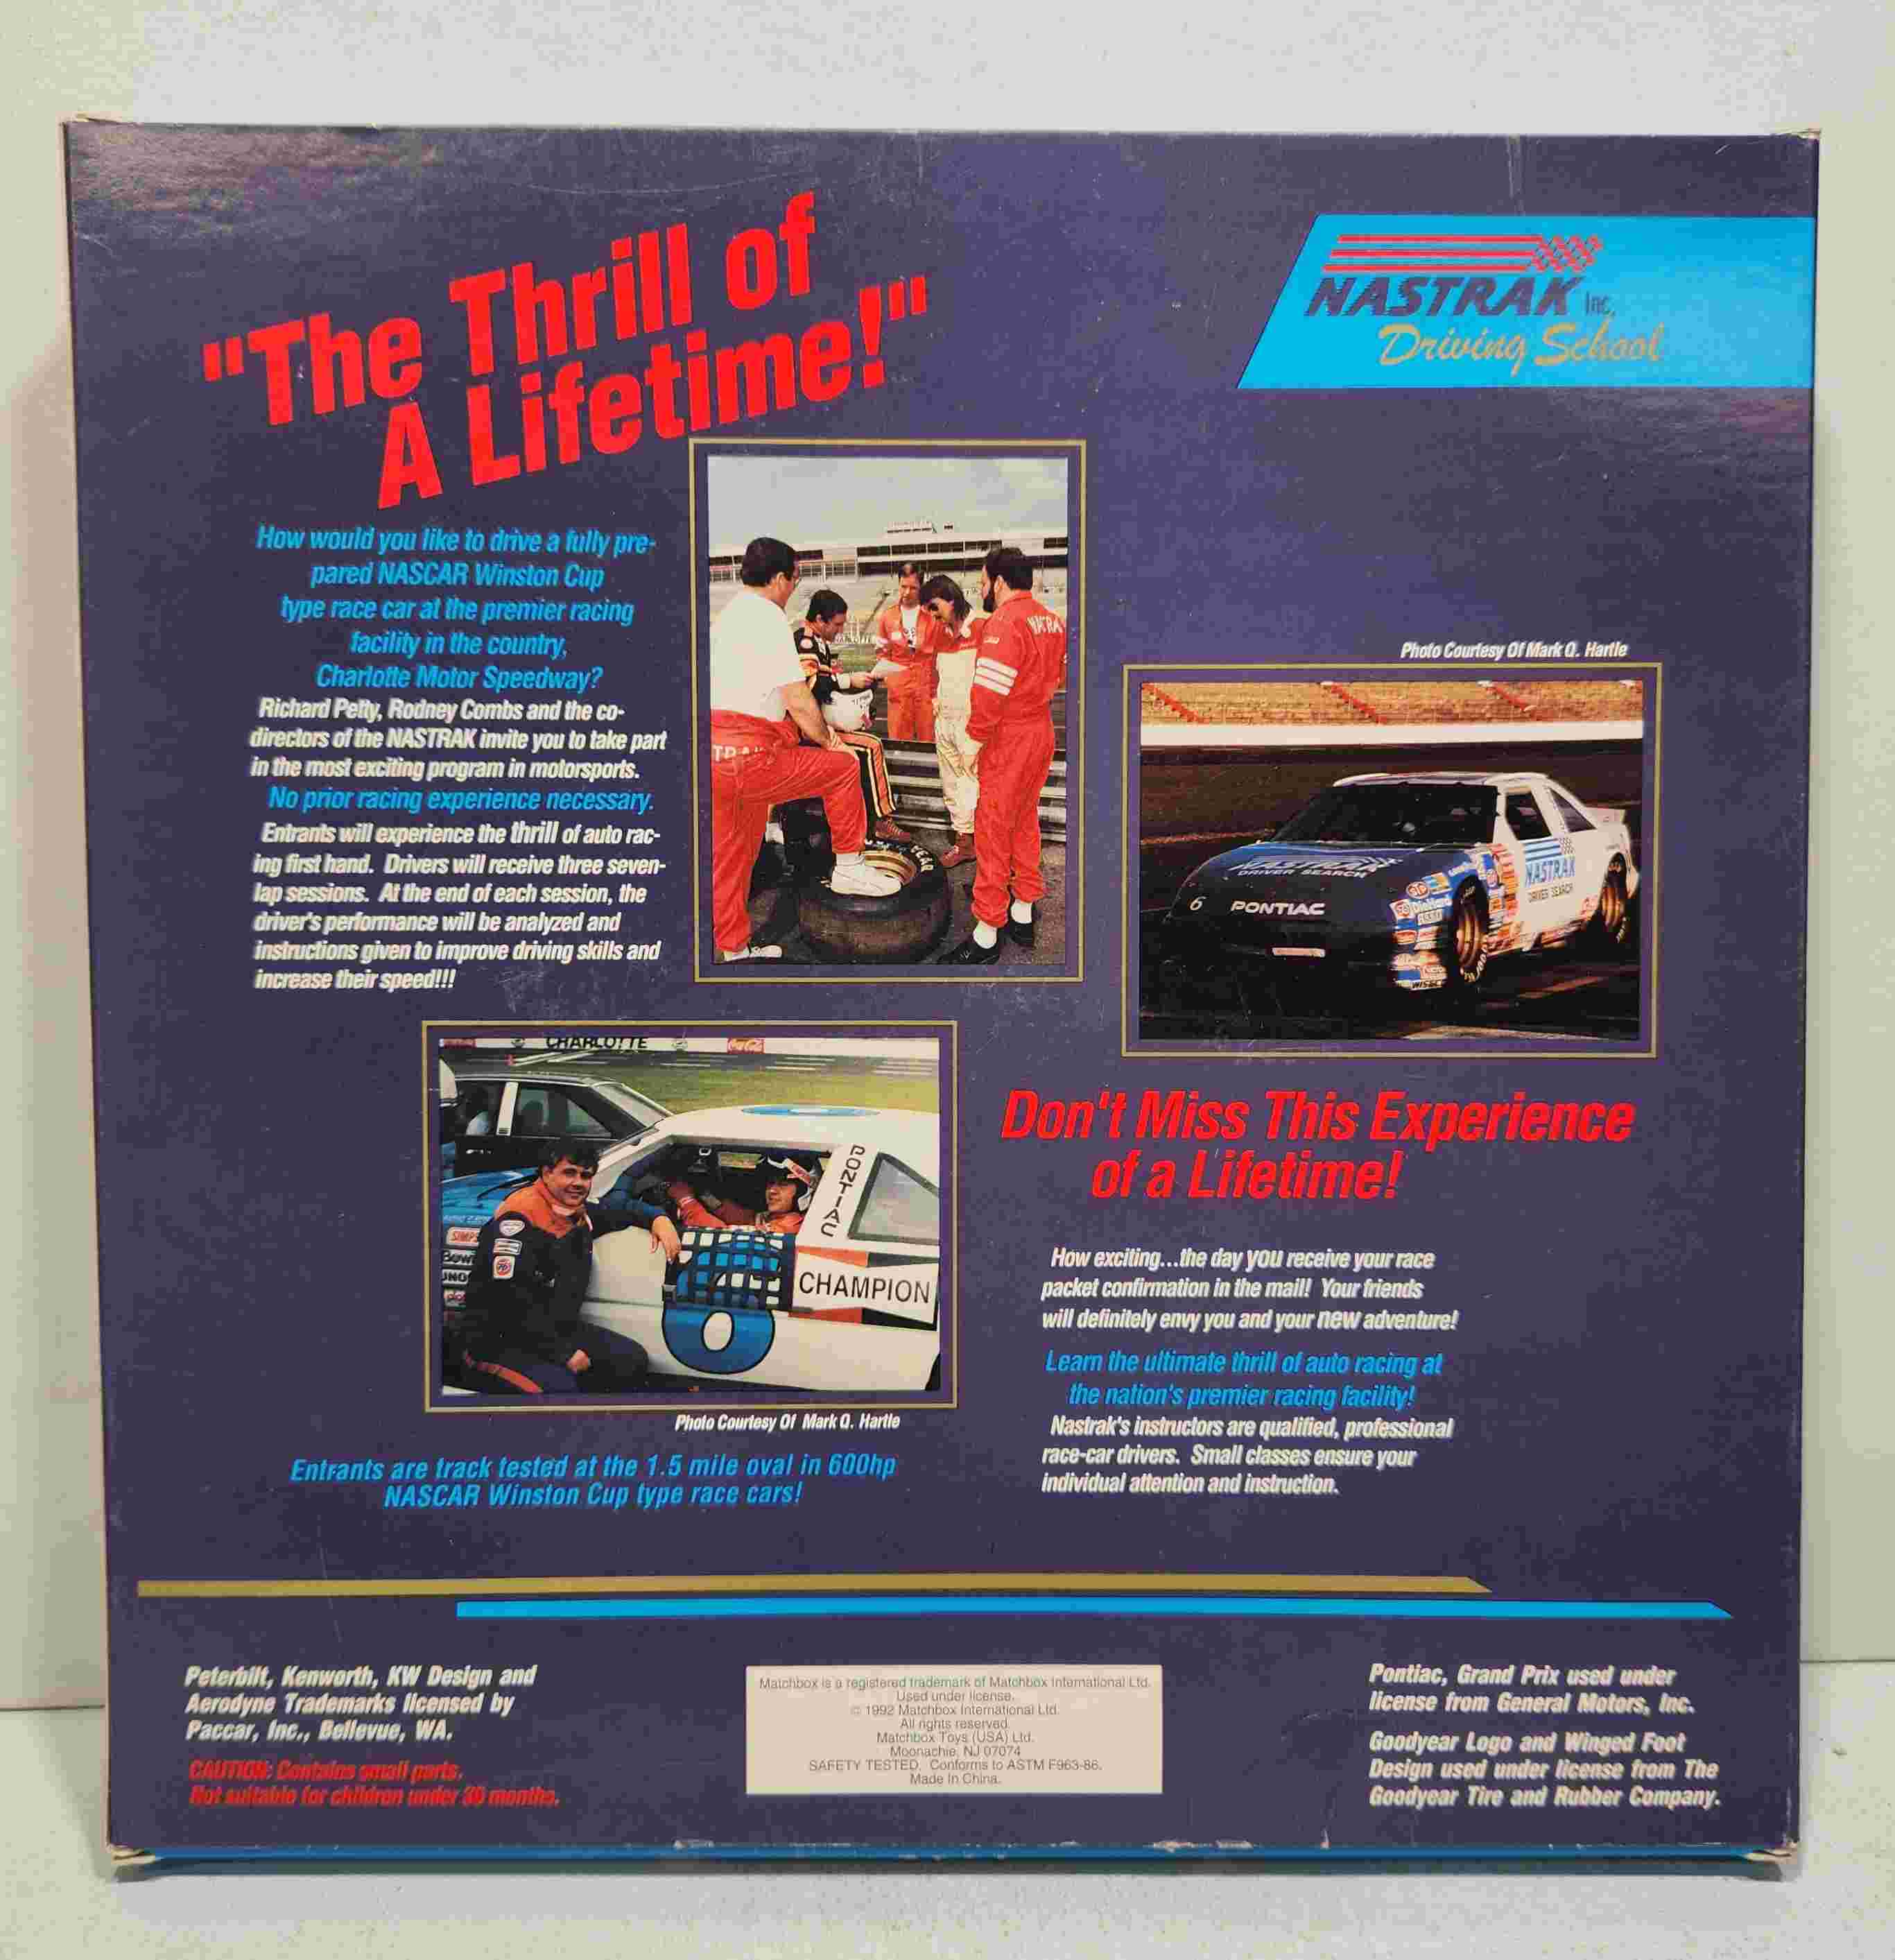 "The Thrill of
A Lifetime!"
NASTRAK Inc.
Driving School
How would you like to drive a fully pre-
pared NASCAR Winston Cup
type race car at the premier racing
facility in the country,
Charlotte Motor Speedway?
Richard Petty, Rodney Combs and the co-
directors of the NASTRAK invite you to take part
in the most exciting program in motorsports.
No prior racing experience necessary.
Entrants will experience the thrill of auto rac-
ing first hand. Drivers will receive three seven-
lap sessions. At the end of each session, the
driver's performance will be analyzed and
instructions given to improve driving skills and
increase their speed!!!
Photo Courtesy Of Mark Q. Hartle
DRIVER SEARCH
6 PONTIAC
NASTRAK
DRIVER SEARCH
CHARLOTTE
Coca-Cola
PONTIAC
CHAMPION
6
Photo Courtesy Of Mark Q. Hartle
Entrants are track tested at the 1.5 mile oval in 600hp
NASCAR Winston Cup type race cars!
Don't Miss This Experience
of a Lifetime!
How exciting...the day you receive your race
packet confirmation in the mail! Your friends
will definitely envy you and your new adventure!
Learn the ultimate thrill of auto racing at
the nation's premier racing facility!
Nastrak's instructors are qualified, professional
race-car drivers. Small classes ensure your
individual attention and instruction.
Peterbilt, Kenworth, KW Design and
Aerodyne Trademarks licensed by
Paccar, Inc., Bellevue, WA.
CAUTION: Contains small parts.
Not suitable for children under 36 months.
Matchbox is a registered trademark of Matchbox International Ltd.
Used under license.
© 1992 Matchbox International Ltd.
All rights reserved.
Matchbox Toys (USA) Ltd.
Moonachie, NJ 07074
SAFETY TESTED. Conforms to ASTM F963-86.
Made In China.
Pontiac, Grand Prix used under
license from General Motors, Inc.
Goodyear Logo and Winged Foot
Design used under license from The
Goodyear Tire and Rubber Company.